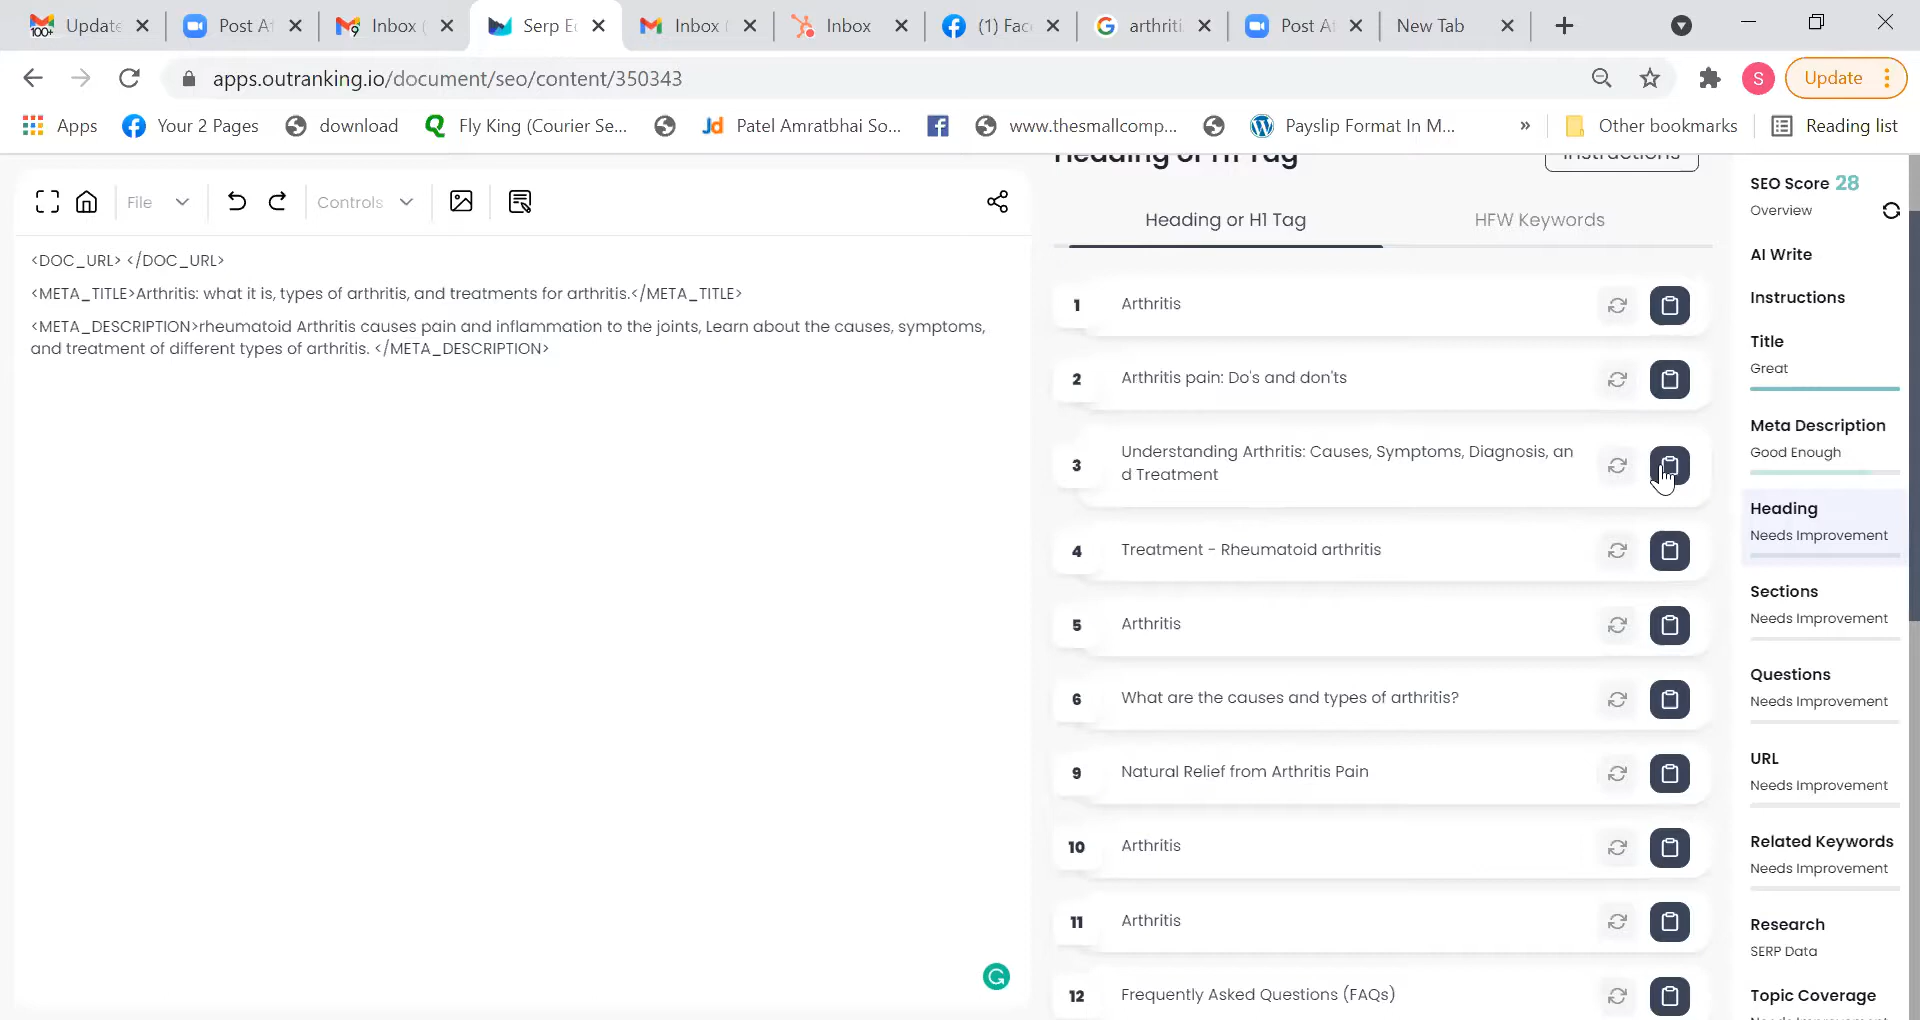 Update
Post At
Inbox (
Serp Ec
Inbox (
Inbox
(1) Fac
arthriti
Post At
New Tab
apps.outranking.io/document/seo/content/350343
S
Update
Apps
Your 2 Pages
download
Fly King (Courier Se...
Patel Amratbhai So...
www.thesmallcomp...
Payslip Format In M...
»
Other bookmarks
Reading list
File
Controls
<DOC_URL> </DOC_URL>
<META_TITLE>Arthritis: what it is, types of arthritis, and treatments for arthritis.</META_TITLE>
<META_DESCRIPTION>rheumatoid Arthritis causes pain and inflammation to the joints, Learn about the causes, symptoms,
and treatment of different types of arthritis. </META_DESCRIPTION>
Heading or H1 Tag
Instructions
Heading or H1 Tag
HFW Keywords
1 Arthritis
2 Arthritis pain: Do's and don'ts
3 Understanding Arthritis: Causes, Symptoms, Diagnosis, an
d Treatment
4 Treatment - Rheumatoid arthritis
5 Arthritis
6 What are the causes and types of arthritis?
9 Natural Relief from Arthritis Pain
10 Arthritis
11 Arthritis
12 Frequently Asked Questions (FAQs)
SEO Score 28
Overview
AI Write
Instructions
Title
Great
Meta Description
Good Enough
Heading
Needs Improvement
Sections
Needs Improvement
Questions
Needs Improvement
URL
Needs Improvement
Related Keywords
Needs Improvement
Research
SERP Data
Topic Coverage